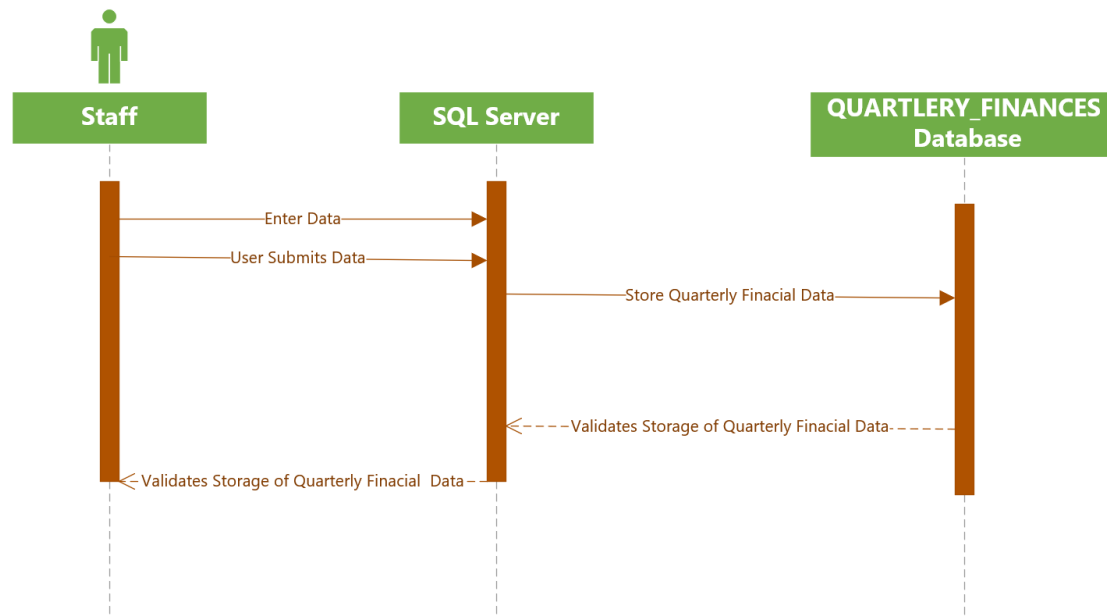 Staff
SQL Server
QUARTLERY_FINANCES
Database
Enter Data
User Submits Data
Store Quarterly Finacial Data
Validates Storage of Quarterly Finacial Data
Validates Storage of Quarterly Finacial  Data